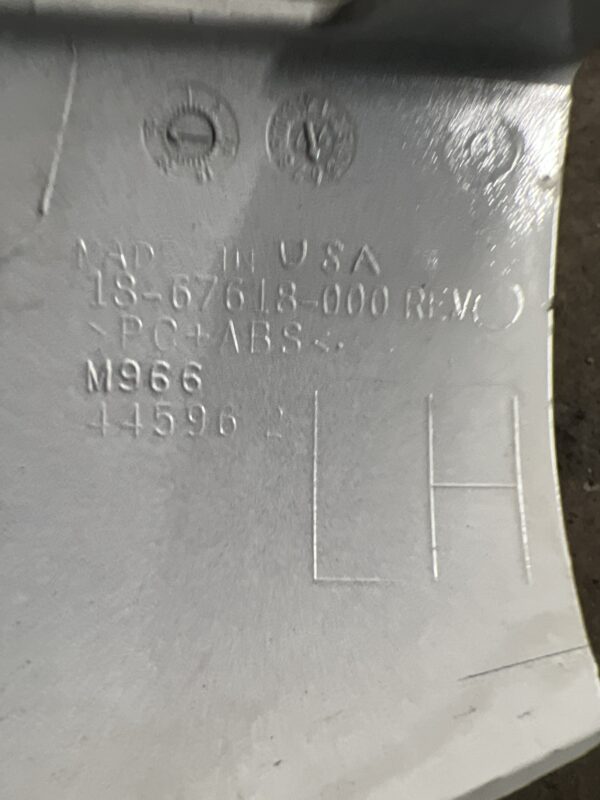 MADE IN USA
18-67618-000 REV
>PC+ABS<
M966
44596
LH